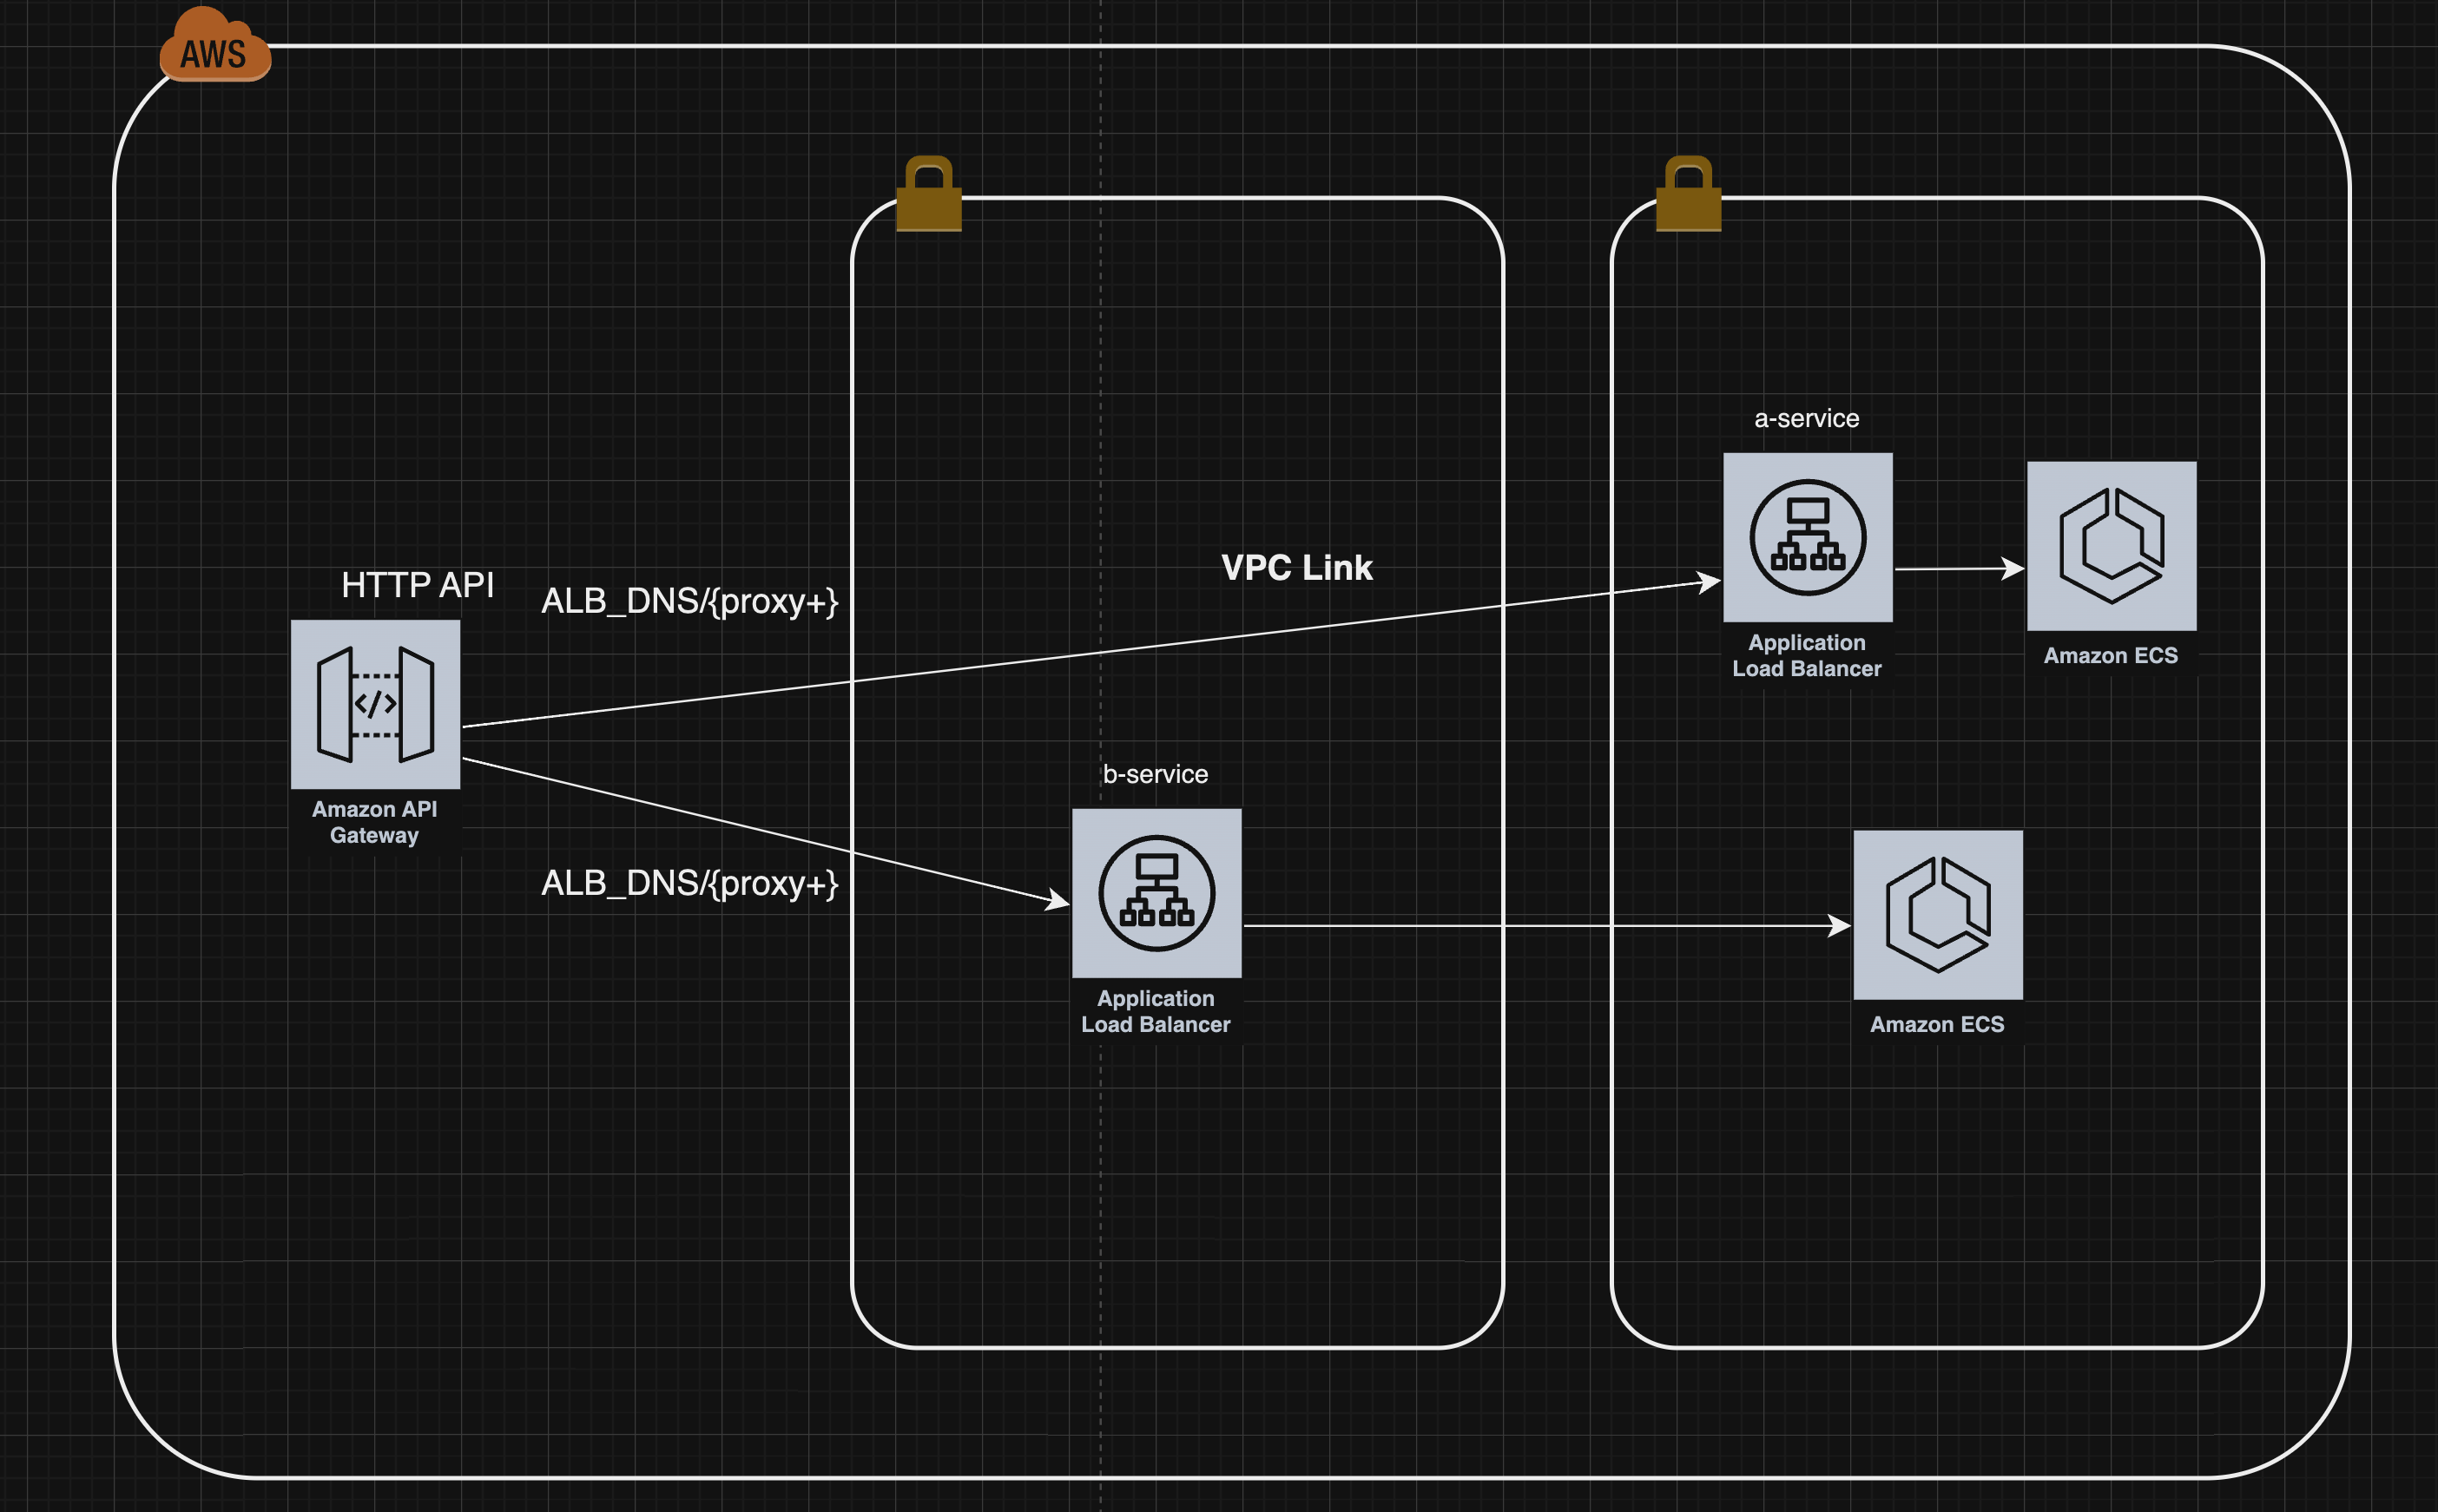 AWS
a-service
VPC Link
HTTP API
ALB_DNS/{proxy+}
Application
Load Balancer
Amazon ECS
b-service
Amazon API
Gateway
ALB_DNS/{proxy+}
Application
Load Balancer
Amazon ECS